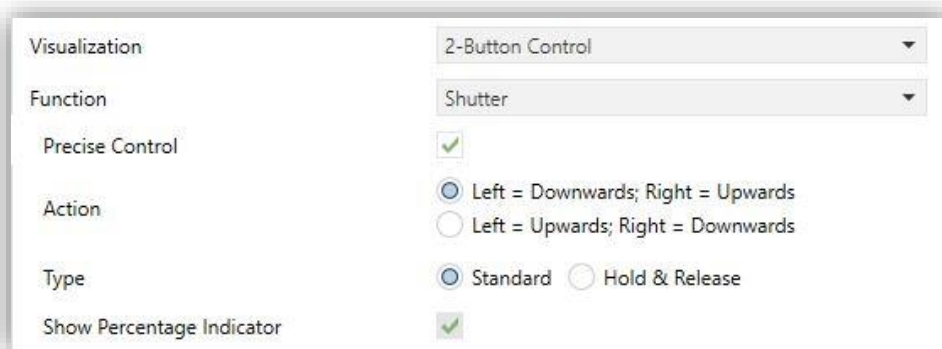 Visualization 2-Button Control
Function Shutter
Precise Control
Action Left = Downwards; Right = Upwards
Left = Upwards; Right = Downwards
Type Standard Hold & Release
Show Percentage Indicator